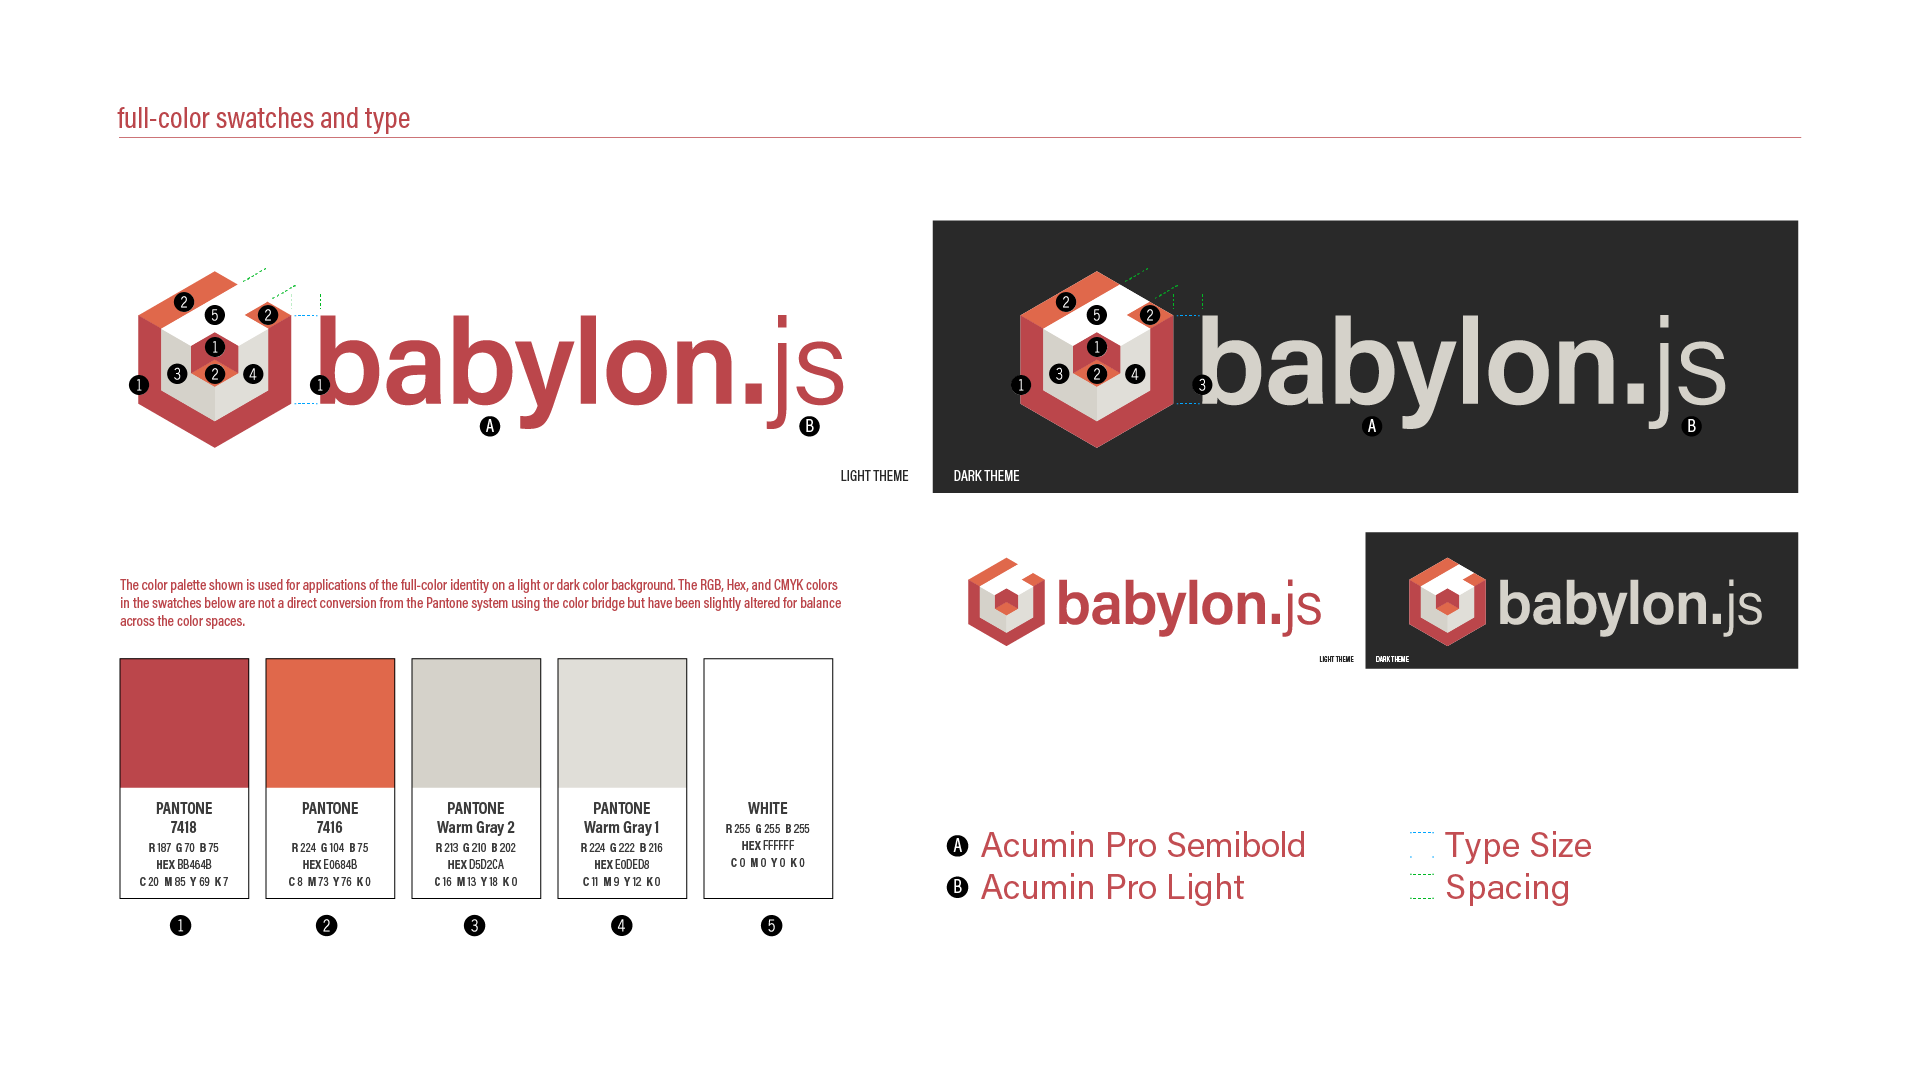 full-color swatches and type
2
5
2
1
3
2
4
1
1
babylon.js
A
B
LIGHT THEME
2
5
2
1
3
2
4
1
3
babylon.js
A
B
DARK THEME
The color palette shown is used for applications of the full-color identity on a light or dark color background. The RGB, Hex, and CMYK colors
in the swatches below are not a direct conversion from the Pantone system using the color bridge but have been slightly altered for balance
across the color spaces.
babylon.js
LIGHT THEME
babylon.js
DARK THEME
PANTONE
7418
R 187 G 70 B 75
HEX BB464B
C 20 M 85 Y 69 K 7
1
PANTONE
7416
R 224 G 104 B 75
HEX E0684B
C 8 M 73 Y 76 K 0
2
PANTONE
Warm Gray 2
R 213 G 210 B 202
HEX D5D2CA
C 16 M 13 Y 18 K 0
3
PANTONE
Warm Gray 1
R 224 G 222 B 216
HEX E0DED8
C 11 M 9 Y 12 K 0
4
WHITE
R 255 G 255 B 255
HEX FFFFFF
C 0 M 0 Y 0 K 0
5
A Acumin Pro Semibold
B Acumin Pro Light
Type Size
Spacing